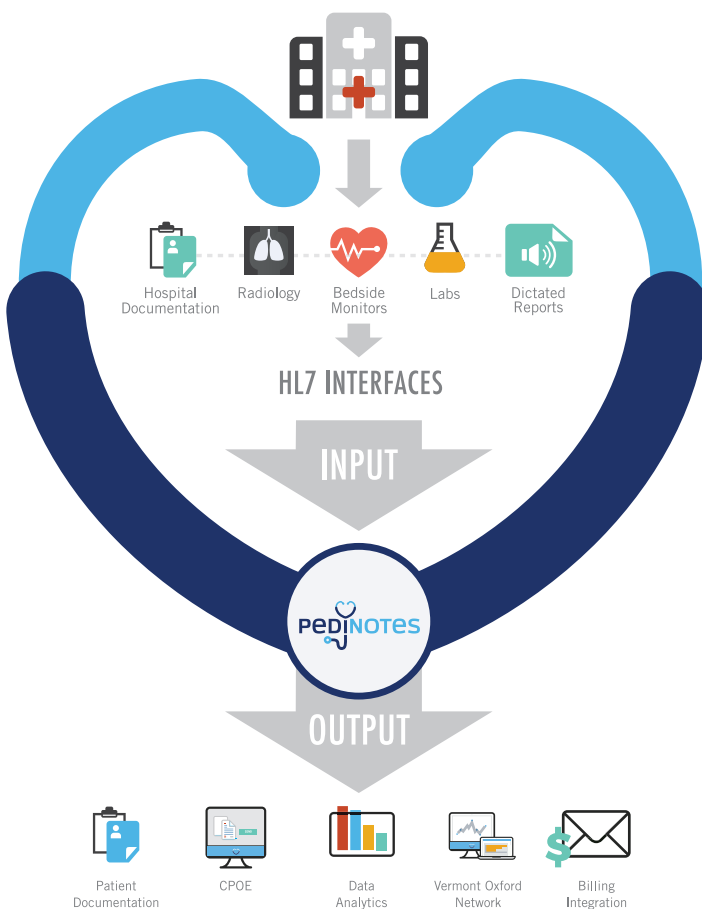 Hospital
Documentation
Radiology
Bedside
Monitors
Labs
Dictated
Reports
HL7 INTERFACES
INPUT
PEDINOTES
OUTPUT
Patient
Documentation
CPOE
Data
Analytics
Vermont Oxford
Network
Billing
Integration